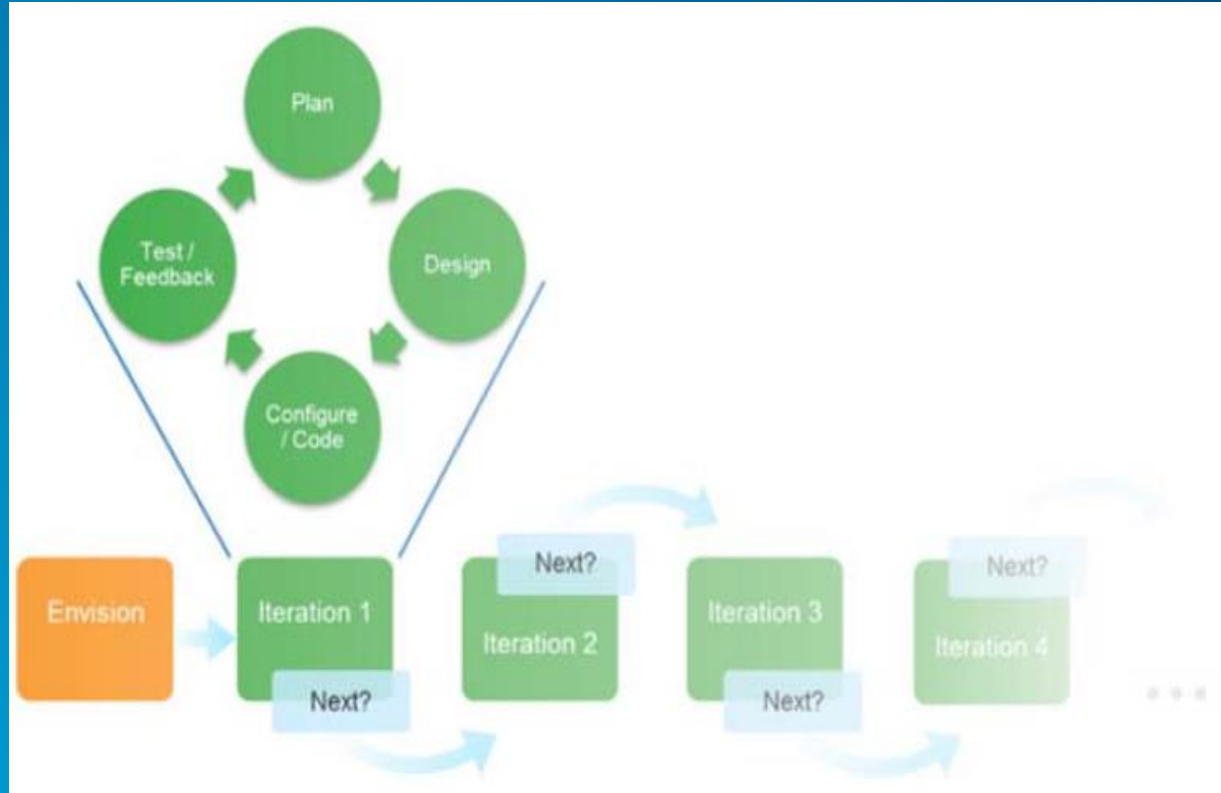 Plan
Test /
Feedback
Design
Configure
/ Code
Envision
Iteration 1
Next?
Next?
Iteration 2
Iteration 3
Next?
Next?
Iteration 4
...